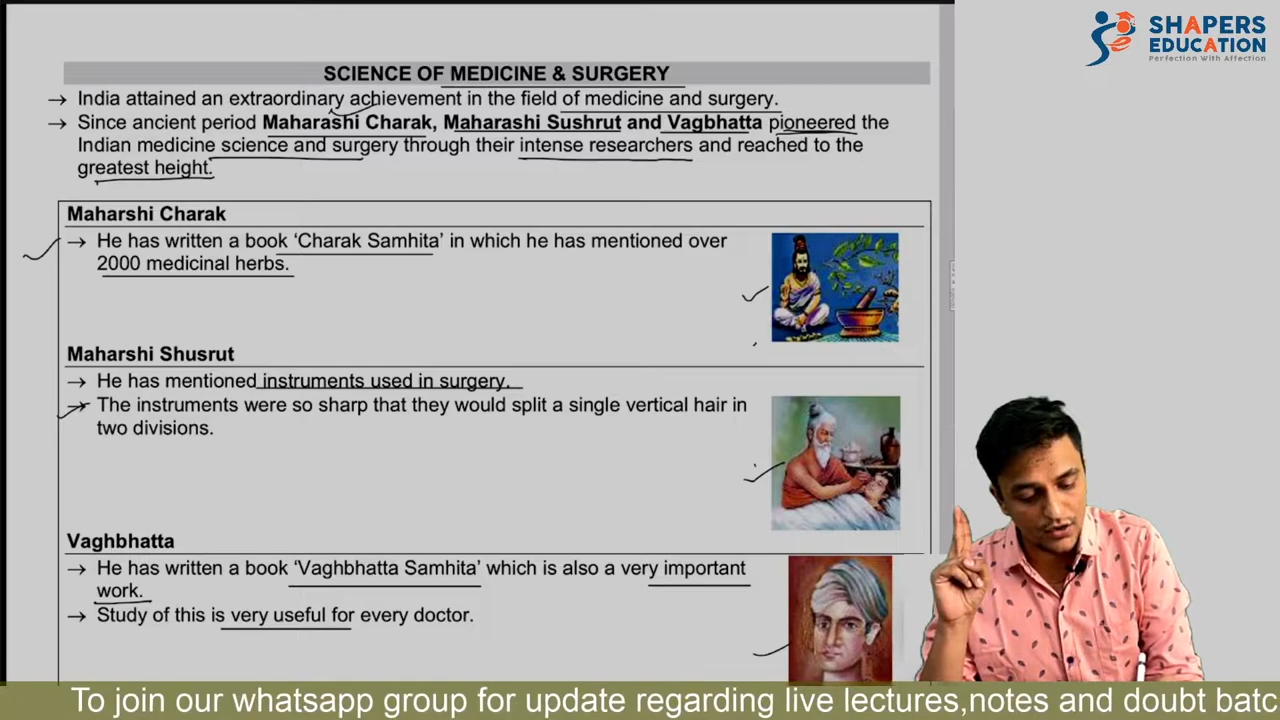 SHAPERS
EDUCATION
Perfection With Affection
SCIENCE OF MEDICINE & SURGERY
→ India attained an extraordinary achievement in the field of medicine and surgery.
→ Since ancient period Maharashi Charak, Maharashi Sushrut and Vagbhatta pioneered the
Indian medicine science and surgery through their intense researchers and reached to the
greatest height.
Maharshi Charak
→ He has written a book ‘Charak Samhita’ in which he has mentioned over
2000 medicinal herbs.
Maharshi Shusrut
→ He has mentioned instruments used in surgery.
→ The instruments were so sharp that they would split a single vertical hair in
two divisions.
Vaghbhatta
→ He has written a book ‘Vaghbhatta Samhita’ which is also a very important
work.
→ Study of this is very useful for every doctor.
To join our whatsapp group for update regarding live lectures,notes and doubt batc